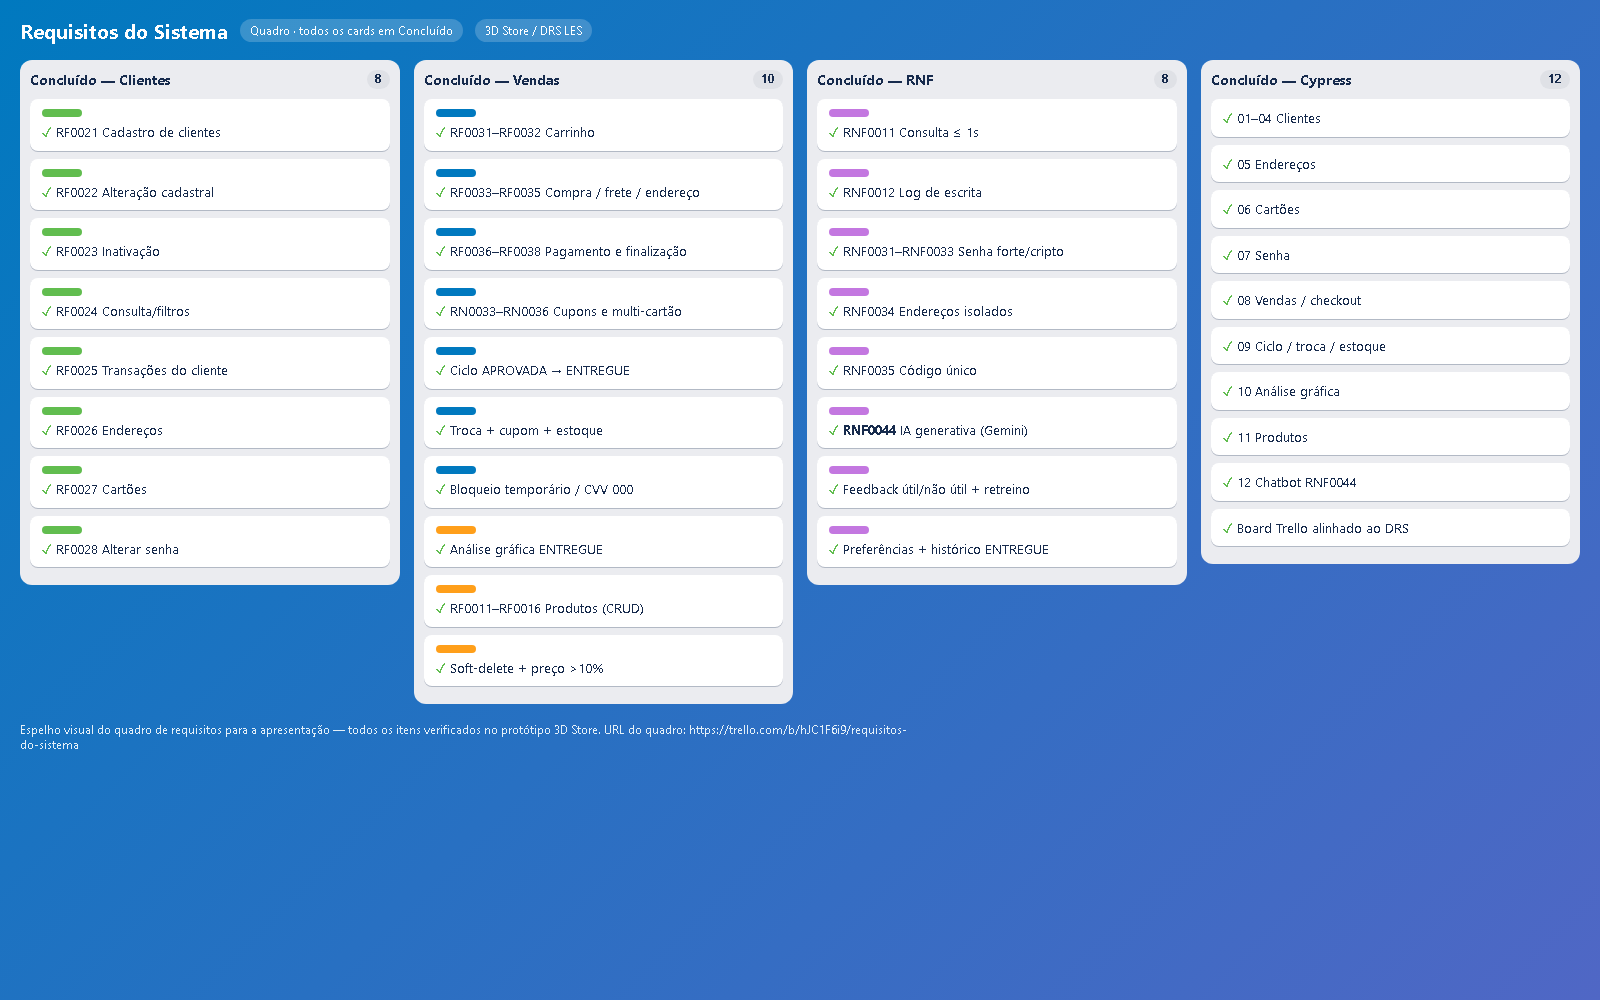 Requisitos do Sistema
Quadro · todos os cards em Concluído
3D Store / DRS LES
Concluído — Clientes
8
✓ RF0021 Cadastro de clientes
✓ RF0022 Alteração cadastral
✓ RF0023 Inativação
✓ RF0024 Consulta/filtros
✓ RF0025 Transações do cliente
✓ RF0026 Endereços
✓ RF0027 Cartões
✓ RF0028 Alterar senha
Concluído — Vendas
10
✓ RF0031–RF0032 Carrinho
✓ RF0033–RF0035 Compra / frete / endereço
✓ RF0036–RF0038 Pagamento e finalização
✓ RN0033–RN0036 Cupons e multi-cartão
✓ Ciclo APROVADA → ENTREGUE
✓ Troca + cupom + estoque
✓ Bloqueio temporário / CVV 000
✓ Análise gráfica ENTREGUE
✓ RF0011–RF0016 Produtos (CRUD)
✓ Soft-delete + preço >10%
Concluído — RNF
8
✓ RNF0011 Consulta ≤ 1s
✓ RNF0012 Log de escrita
✓ RNF0031–RNF0033 Senha forte/cripto
✓ RNF0034 Endereços isolados
✓ RNF0035 Código único
✓ RNF0044 IA generativa (Gemini)
✓ Feedback útil/não útil + retreino
✓ Preferências + histórico ENTREGUE
Concluído — Cypress
12
✓ 01–04 Clientes
✓ 05 Endereços
✓ 06 Cartões
✓ 07 Senha
✓ 08 Vendas / checkout
✓ 09 Ciclo / troca / estoque
✓ 10 Análise gráfica
✓ 11 Produtos
✓ 12 Chatbot RNF0044
✓ Board Trello alinhado ao DRS
Espelho visual do quadro de requisitos para a apresentação — todos os itens verificados no protótipo 3D Store. URL do quadro: https://trello.com/b/hJC1F6i9/requisitos-
do-sistema